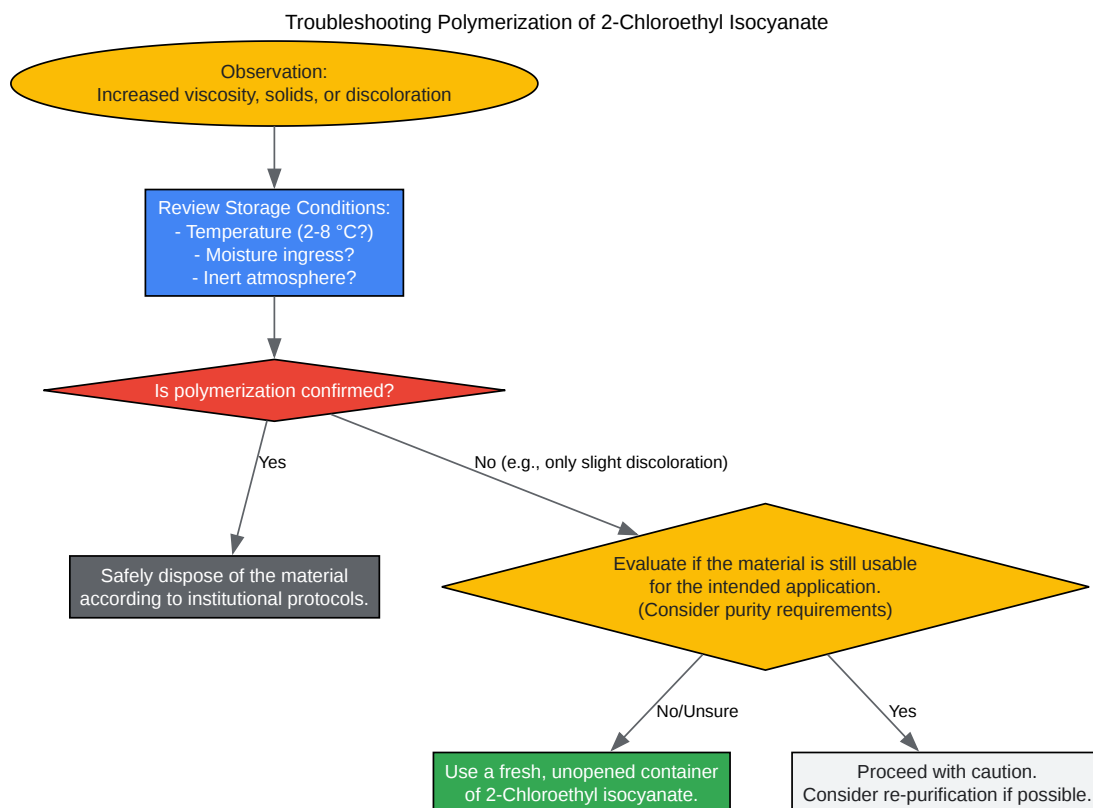 Troubleshooting Polymerization of 2-Chloroethyl Isocyanate
Observation:
Increased viscosity, solids, or discoloration
Review Storage Conditions:
- Temperature (2-8 °C?)
- Moisture ingress?
- Inert atmosphere?
Is polymerization confirmed?
Yes
No (e.g., only slight discoloration)
Safely dispose of the material
according to institutional protocols.
Evaluate if the material is still usable
for the intended application.
(Consider purity requirements)
No/Unsure
Yes
Use a fresh, unopened container
of 2-Chloroethyl isocyanate.
Proceed with caution.
Consider re-purification if possible.